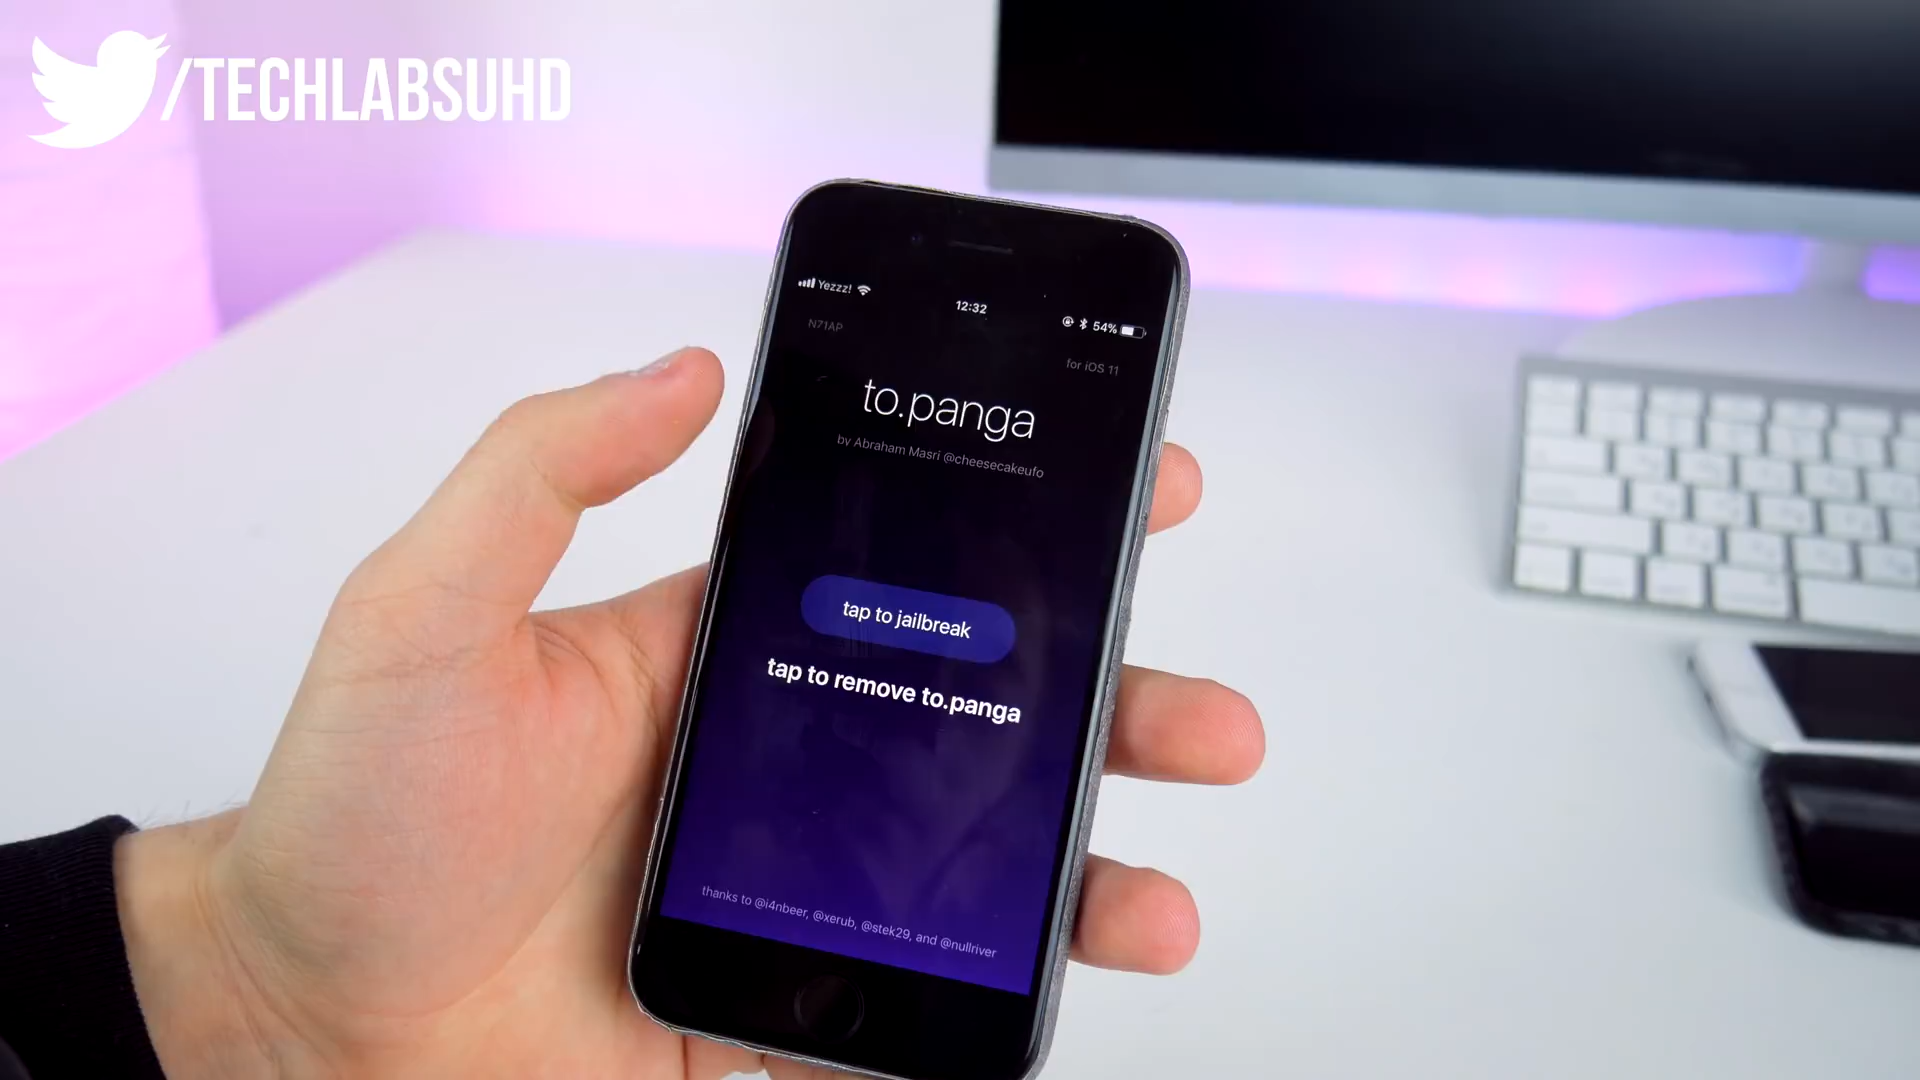 /TECHLABSUHD
Yezzz!
12:32
54%
N71AP
for iOS 11
to.panga
by Abraham Masri @cheesecakeufo
tap to jailbreak
tap to remove to.panga
thanks to @i4nbeer, @xerub, @stek29, and @nullriver